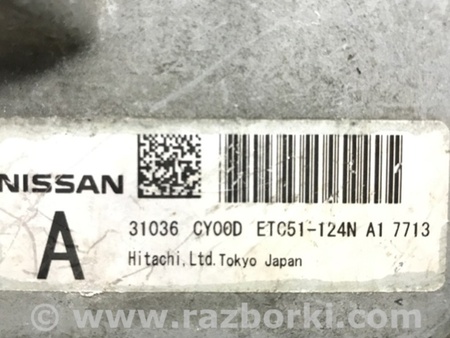 NISSAN
A
31036 CY00D ETC51-124N A1 7713
Hitachi,Ltd.Tokyo Japan
© www.razborki.com